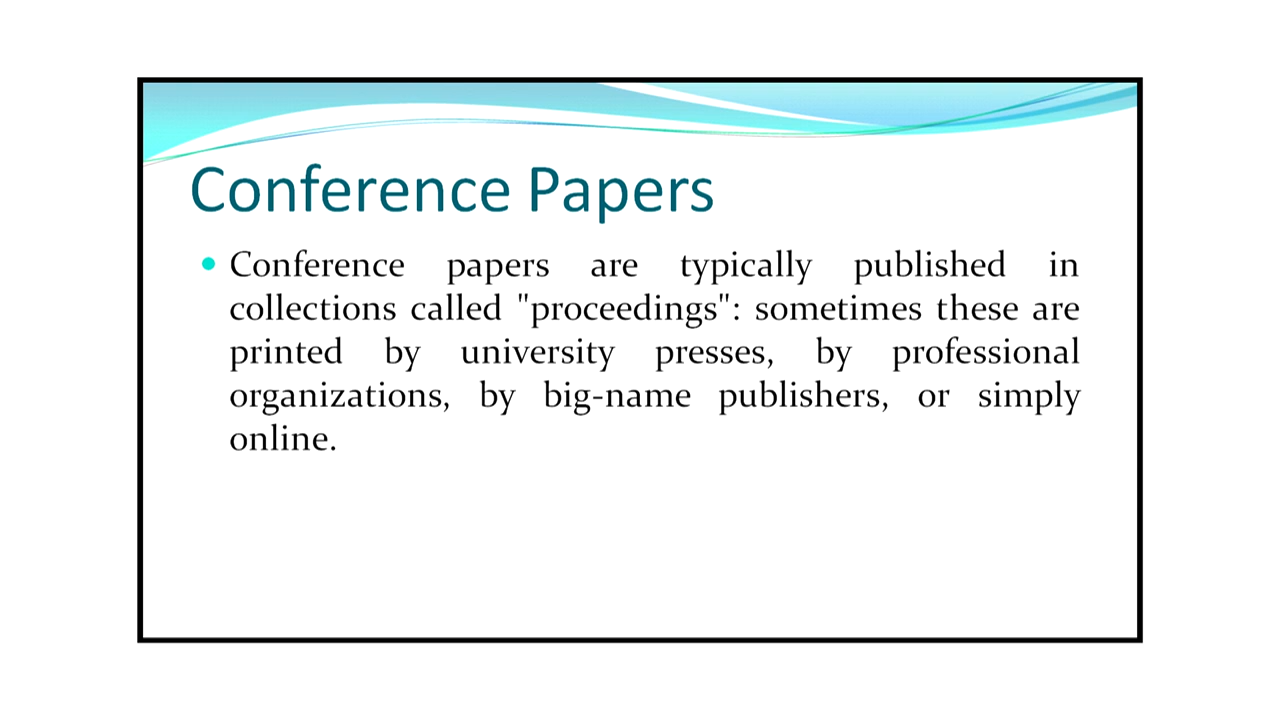 Conference Papers
Conference papers are typically published in
collections called "proceedings": sometimes these are
printed by university presses, by professional
organizations, by big-name publishers, or simply
online.